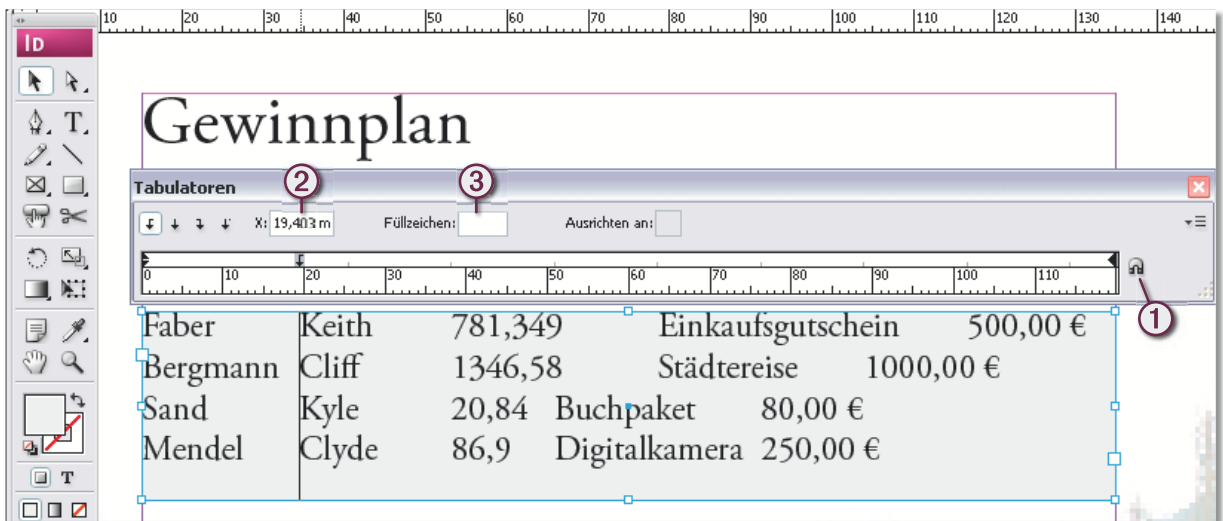 10 20 30 40 50 60 70 80 90 100 110 120 130 140
ID
Gewinnplan
Tabulatoren
2
3
X: 19,403 m Füllzeichen: Ausrichten an:
0 10 20 30 40 50 60 70 80 90 100 110
1
Faber Keith 781,349 Einkaufsgutschein 500,00 €
Bergmann Cliff 1346,58 Städtereise 1000,00 €
Sand Kyle 20,84 Buchpaket 80,00 €
Mendel Clyde 86,9 Digitalkamera 250,00 €
T
T